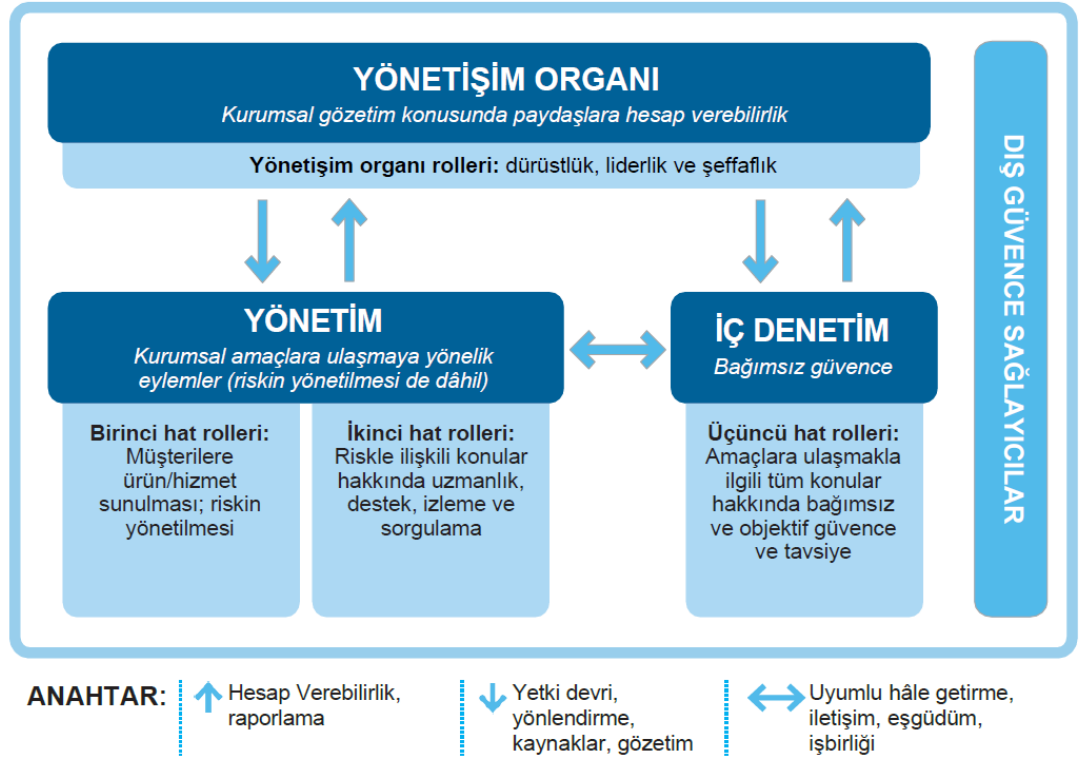 YÖNETİŞİM ORGANI
Kurumsal gözetim konusunda paydaşlara hesap verebilirlik
Yönetişim organı rolleri: dürüstlük, liderlik ve şeffaflık
YÖNETİM
Kurumsal amaçlara ulaşmaya yönelik
eylemler (riskin yönetilmesi de dâhil)
Birinci hat rolleri:
Müşterilere
ürün/hizmet
sunulması; riskin
yönetilmesi
İkinci hat rolleri:
Riskle ilişkili konular
hakkında uzmanlık,
destek, izleme ve
sorgulama
İÇ DENETİM
Bağımsız güvence
Üçüncü hat rolleri:
Amaçlara ulaşmakla
ilgili tüm konular
hakkında bağımsız
ve objektif güvence
ve tavsiye
DIŞ GÜVENCE SAĞLAYICILAR
ANAHTAR:
Hesap Verebilirlik,
raporlama
Yetki devri,
yönlendirme,
kaynaklar, gözetim
Uyumlu hâle getirme,
iletişim, eşgüdüm,
işbirliği